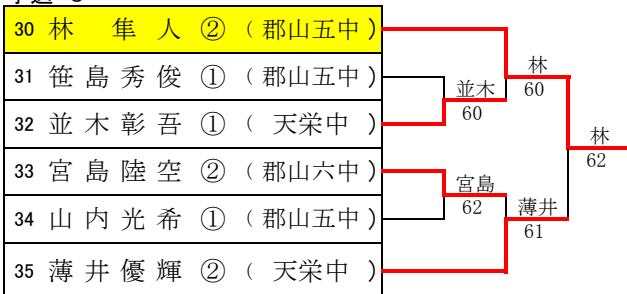 30 林 隼人 ② (郡山五中)
31 笹島秀俊 ① (郡山五中)
32 並木彰吾 ① (天栄中)
33 宮島陸空 ② (郡山六中)
34 山内光希 ① (郡山五中)
35 薄井優輝 ② (天栄中)
並木
60
宮島
62
林
60
薄井
61
林
62